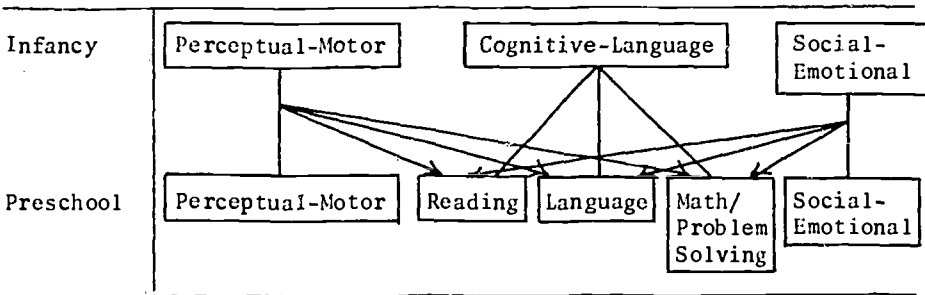 Infancy
Perceptual-Motor
Cognitive-Language
Social-
Emotional
Preschool
Perceptual-Motor
Reading
Language
Math/
Problem
Solving
Social-
Emotional